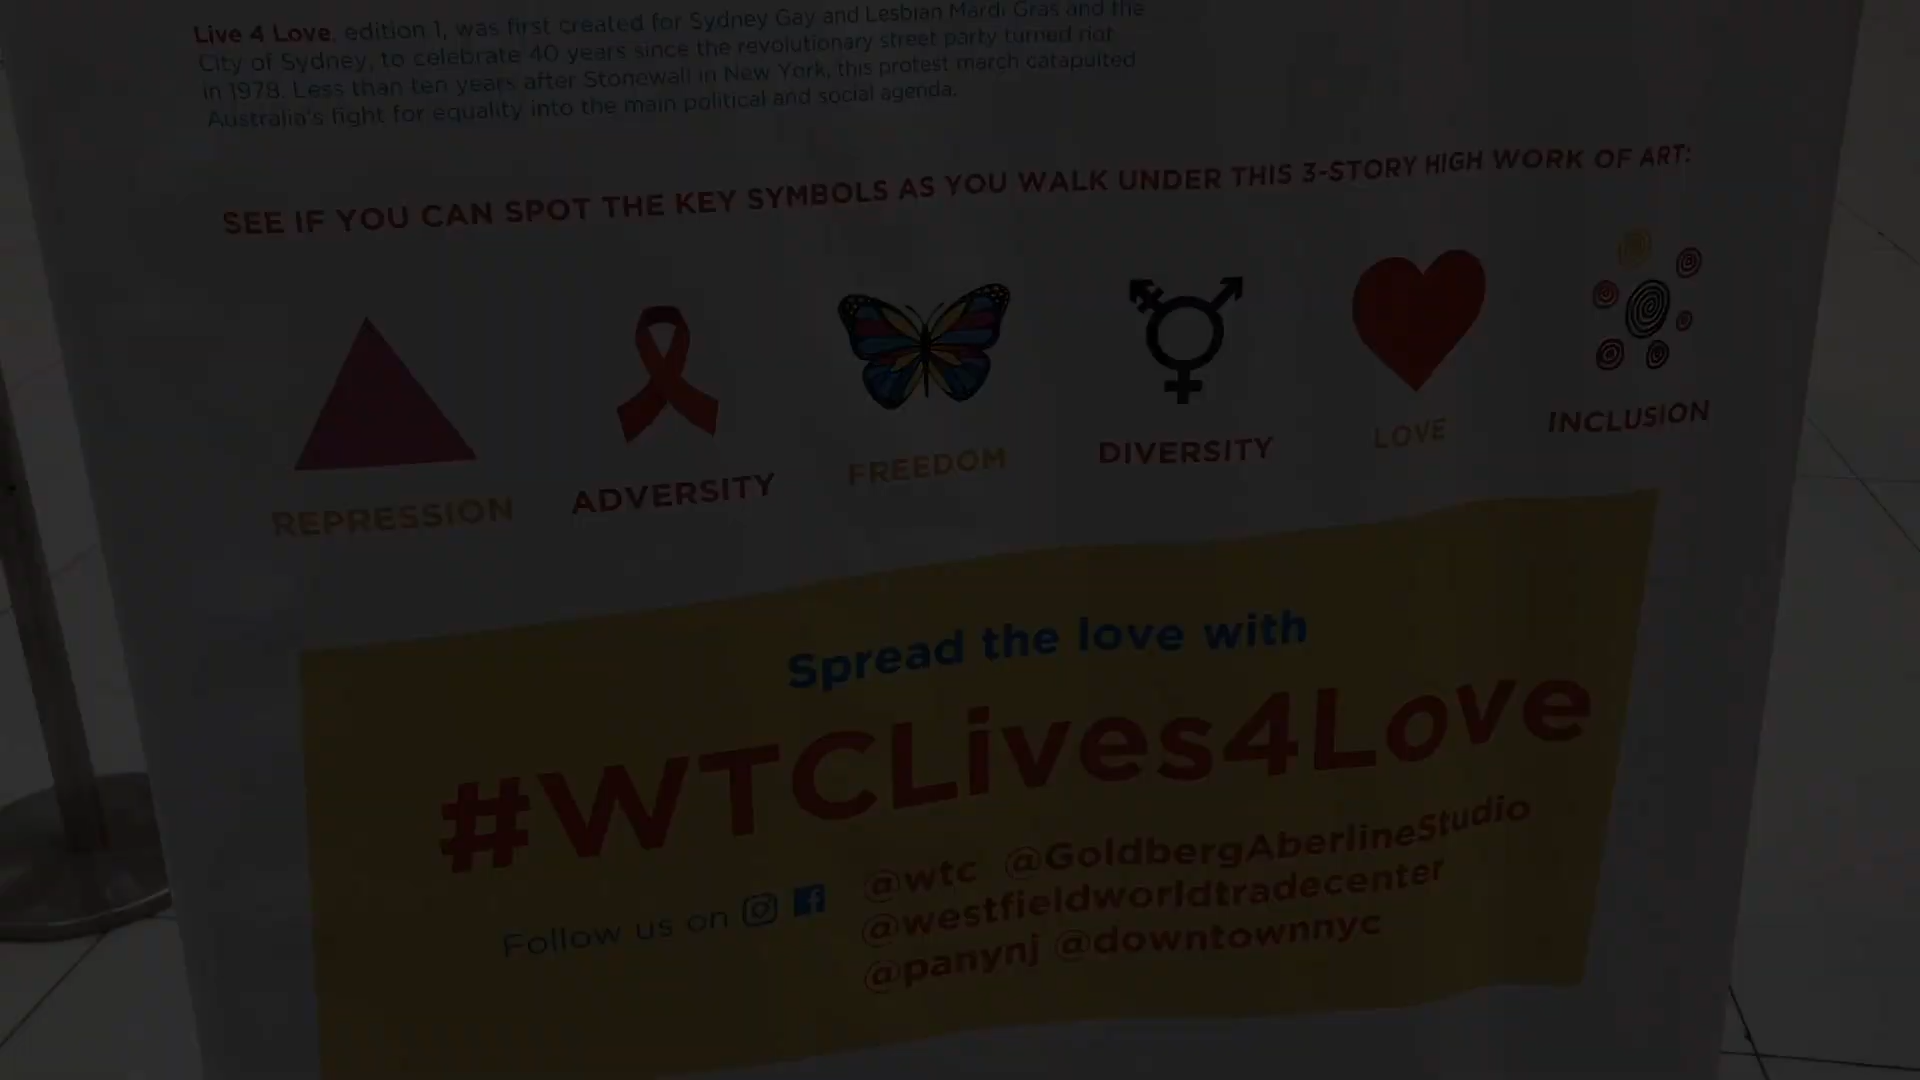 Live 4 Love, edition 1, was first created for Sydney Gay and Lesbian Mardi Gras and the
City of Sydney, to celebrate 40 years since the revolutionary street party turned riot
in 1978. Less than ten years after Stonewall in New York, this protest march catapulted
Australia's fight for equality into the main political and social agenda.
SEE IF YOU CAN SPOT THE KEY SYMBOLS AS YOU WALK UNDER THIS 3-STORY HIGH WORK OF ART:
REPRESSION
ADVERSITY
FREEDOM
DIVERSITY
LOVE
INCLUSION
Spread the love with
#WTCLives4Love
Follow us on
@wtc @GoldbergAberlineStudio
@westfieldworldtradecenter
@panynj @downtownnyc